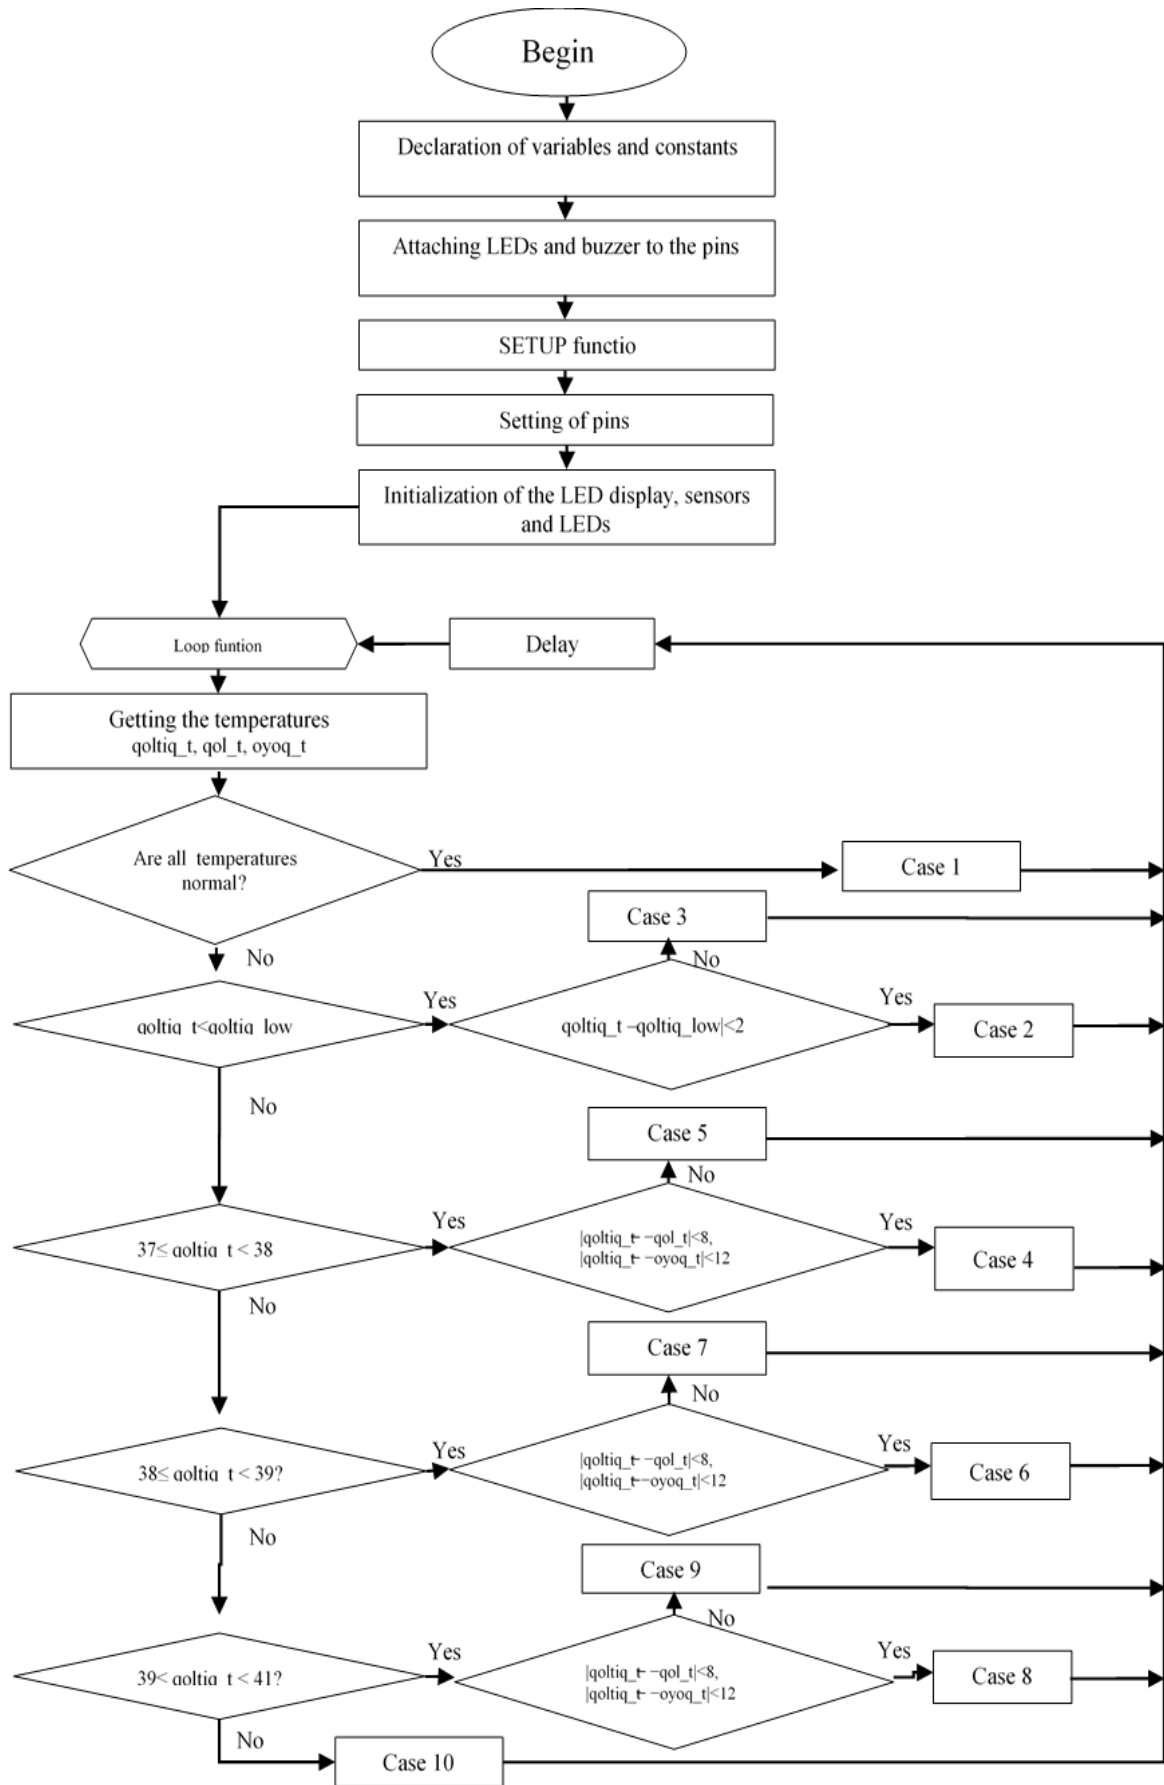 Begin
Declaration of variables and constants
Attaching LEDs and buzzer to the pins
SETUP functio
Setting of pins
Initialization of the LED display, sensors
and LEDs
Loop funtion
Delay
Getting the temperatures
qoltiq_t, qol_t, oyoq_t
Are all temperatures
normal?
Yes
Case 1
No
Case 3
No
qoltiq_t<qoltiq_low
Yes
qoltiq_t –qoltiq_low|<2
Yes
Case 2
No
Case 5
No
37≤ qoltiq_t < 38
Yes
|qoltiq_t- –qol_t|<8,
|qoltiq_t- –oyoq_t|<12
Yes
Case 4
No
Case 7
No
38≤ qoltiq_t < 39?
Yes
|qoltiq_t- –qol_t|<8,
|qoltiq_t-–oyoq_t|<12
Yes
Case 6
No
Case 9
No
39< qoltiq_t < 41?
Yes
|qoltiq_t- –qol_t|<8,
|qoltiq_t- –oyoq_t|<12
Yes
Case 8
No
Case 10